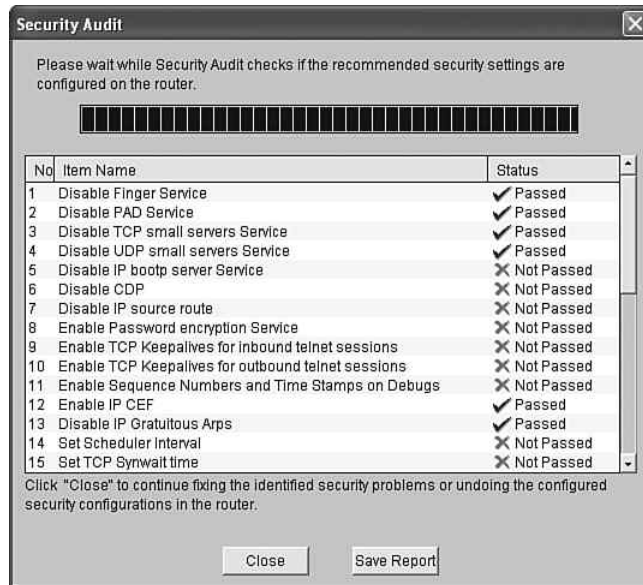 Security Audit
Please wait while Security Audit checks if the recommended security settings are
configured on the router.
No Item Name Status
1 Disable Finger Service Passed
2 Disable PAD Service Passed
3 Disable TCP small servers Service Passed
4 Disable UDP small servers Service Passed
5 Disable IP bootp server Service Not Passed
6 Disable CDP Not Passed
7 Disable IP source route Not Passed
8 Enable Password encryption Service Not Passed
9 Enable TCP Keepalives for inbound telnet sessions Not Passed
10 Enable TCP Keepalives for outbound telnet sessions Not Passed
11 Enable Sequence Numbers and Time Stamps on Debugs Not Passed
12 Enable IP CEF Passed
13 Disable IP Gratuitous Arps Passed
14 Set Scheduler Interval Not Passed
15 Set TCP Synwait time Not Passed
Click "Close" to continue fixing the identified security problems or undoing the configured
security configurations in the router.
Close Save Report